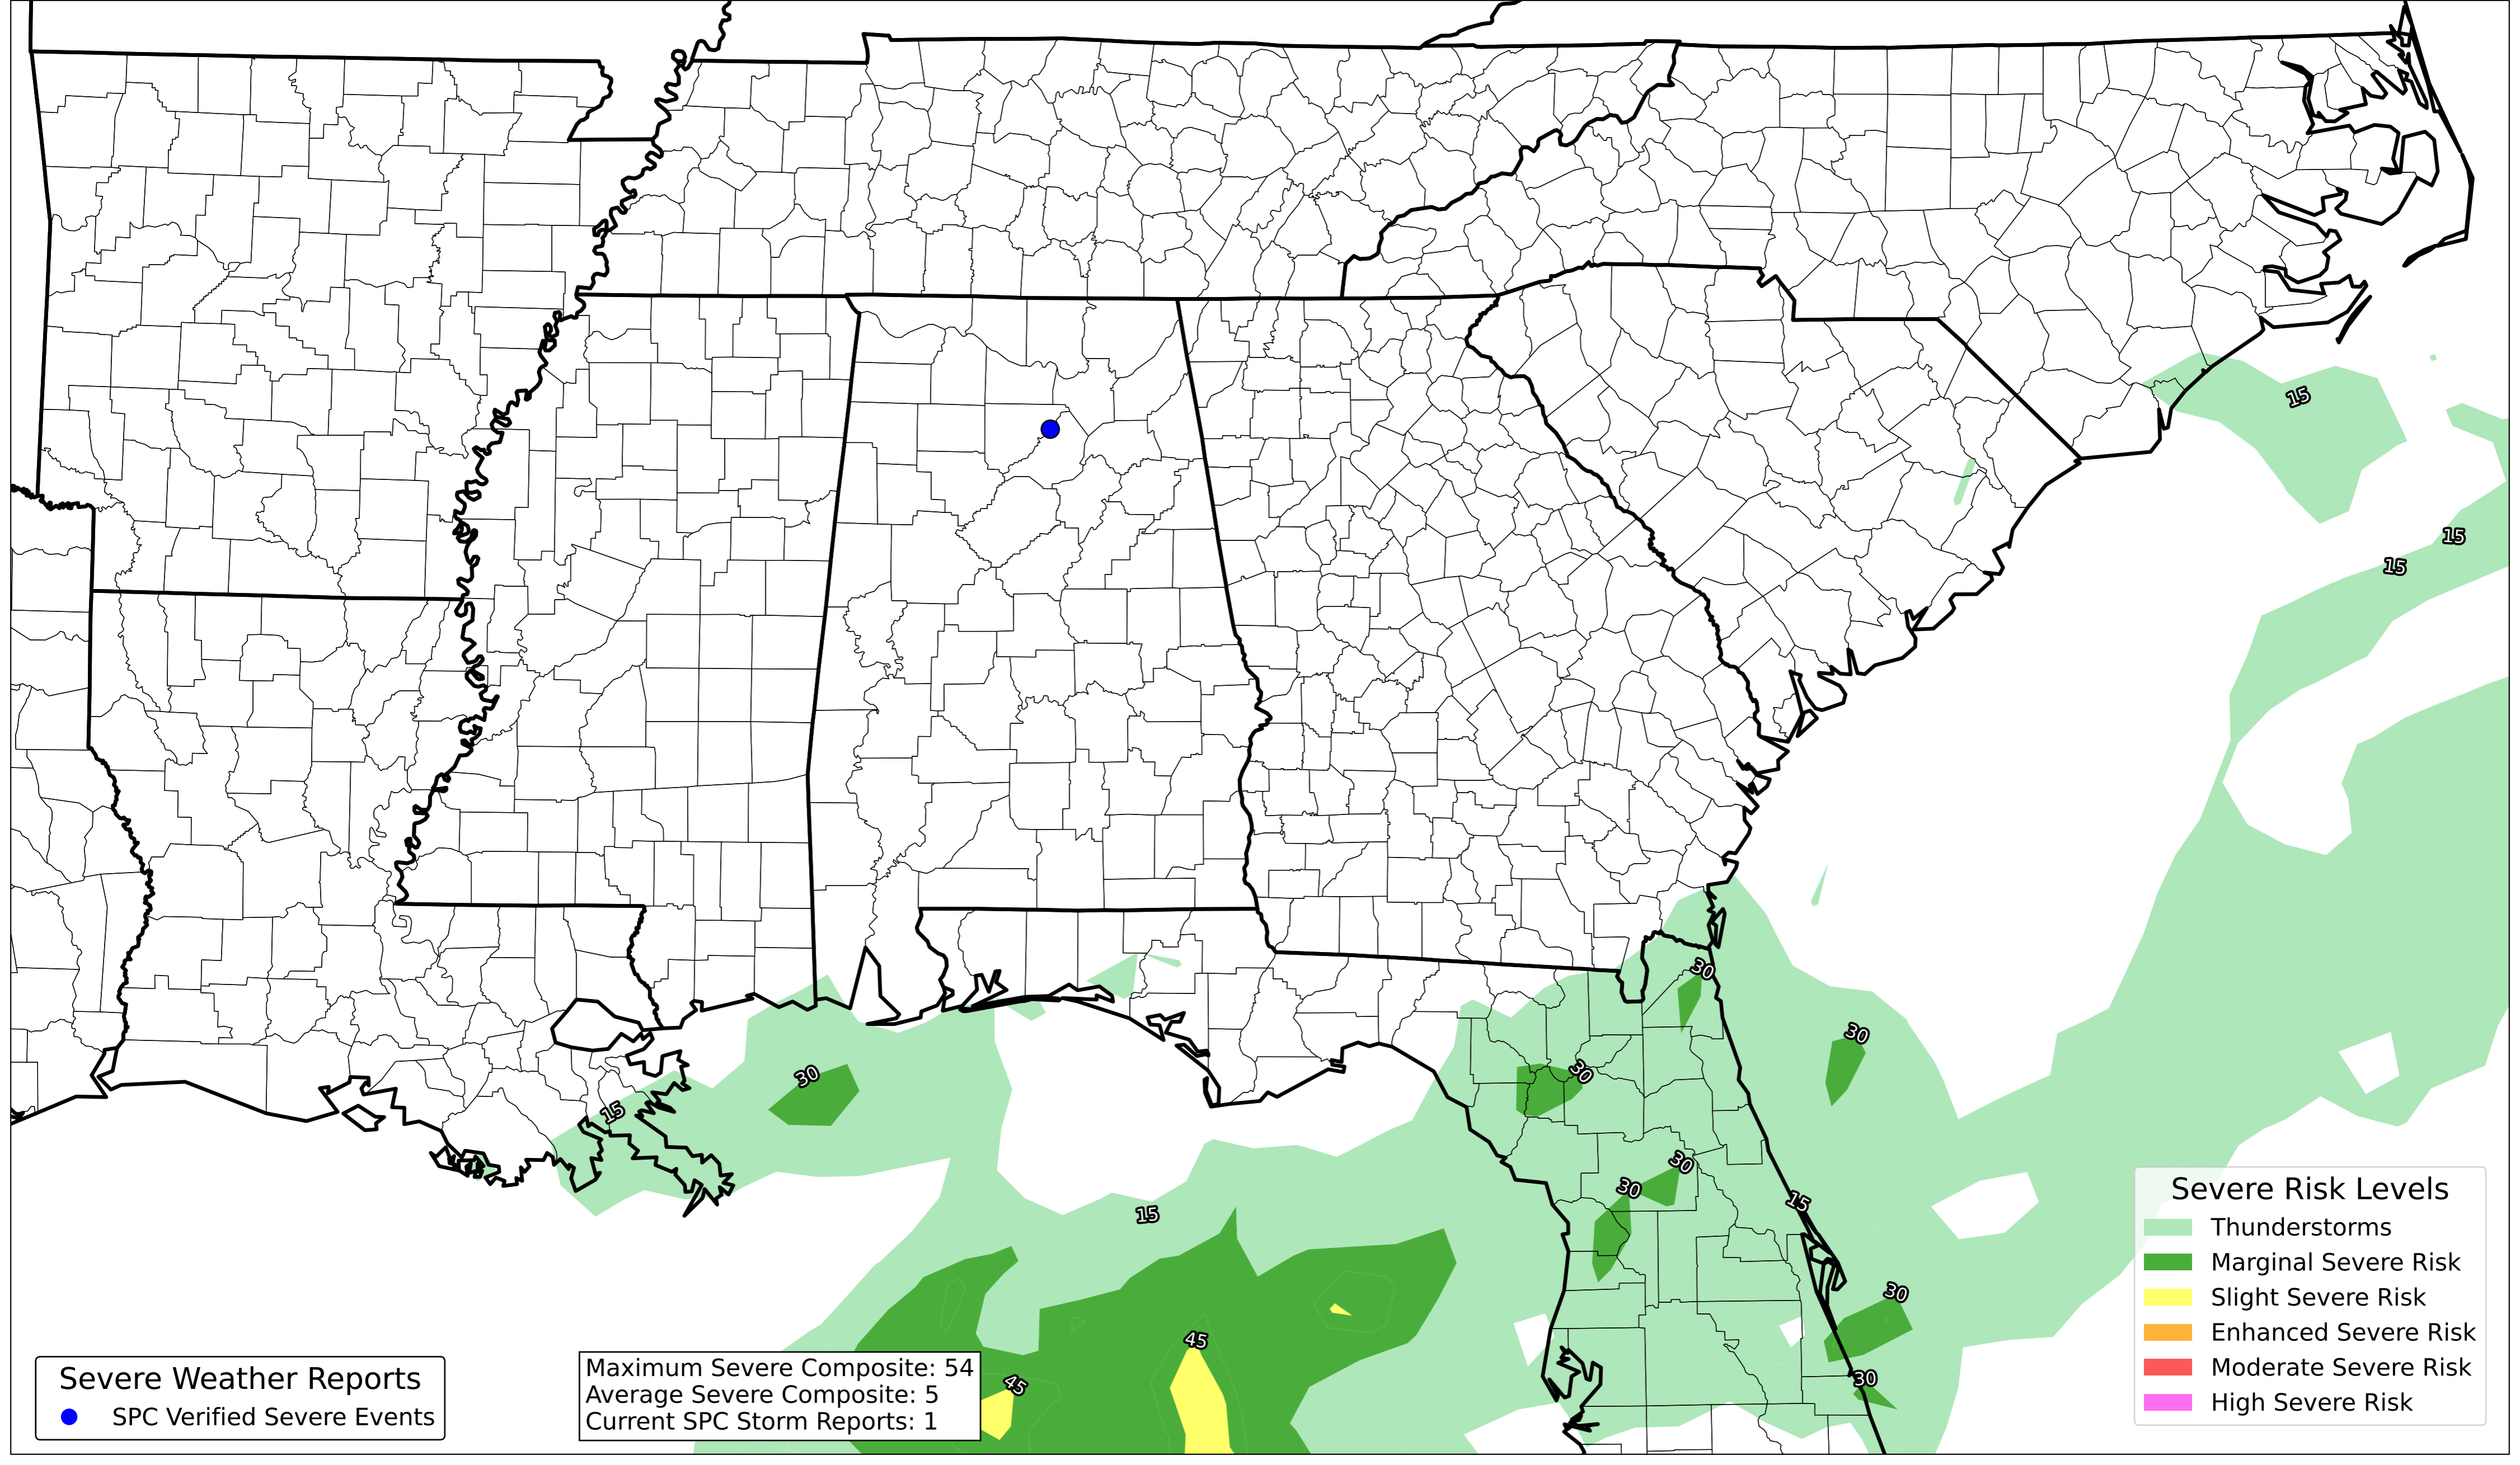 15
15
15
30
30
30
30
15
30
30
15
15
30
45
45
30
Severe Weather Reports
SPC Verified Severe Events
Maximum Severe Composite: 54
Average Severe Composite: 5
Current SPC Storm Reports: 1
Severe Risk Levels
Thunderstorms
Marginal Severe Risk
Slight Severe Risk
Enhanced Severe Risk
Moderate Severe Risk
High Severe Risk